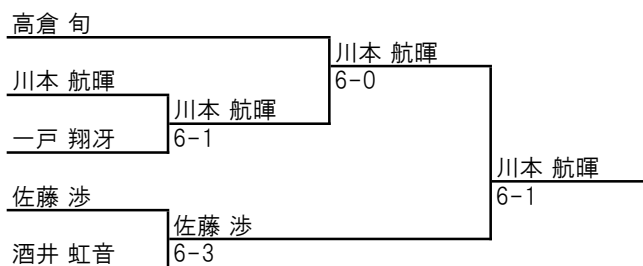 高倉 旬
川本 航暉
6-0
川本 航暉
川本 航暉
6-1
一戸 翔冴
川本 航暉
6-1
佐藤 渉
佐藤 渉
6-3
酒井 虹音